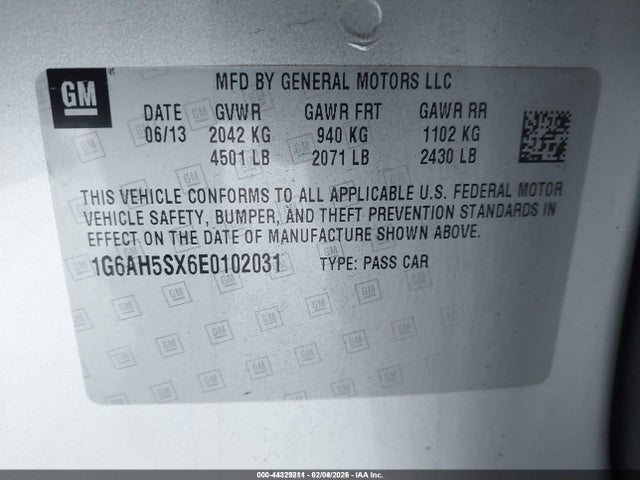 GM
MFD BY GENERAL MOTORS LLC
DATE GVWR GAWR FRT GAWR RR
06/13 2042 KG 940 KG 1102 KG
4501 LB 2071 LB 2430 LB
THIS VEHICLE CONFORMS TO ALL APPLICABLE U.S. FEDERAL MOTOR
VEHICLE SAFETY, BUMPER, AND THEFT PREVENTION STANDARDS IN
EFFECT ON THE DATE OF MANUFACTURE SHOWN ABOVE.
1G6AH5SX6E0102031 TYPE: PASS CAR
000-44329211 - 02/04/2026 - IAA Inc.